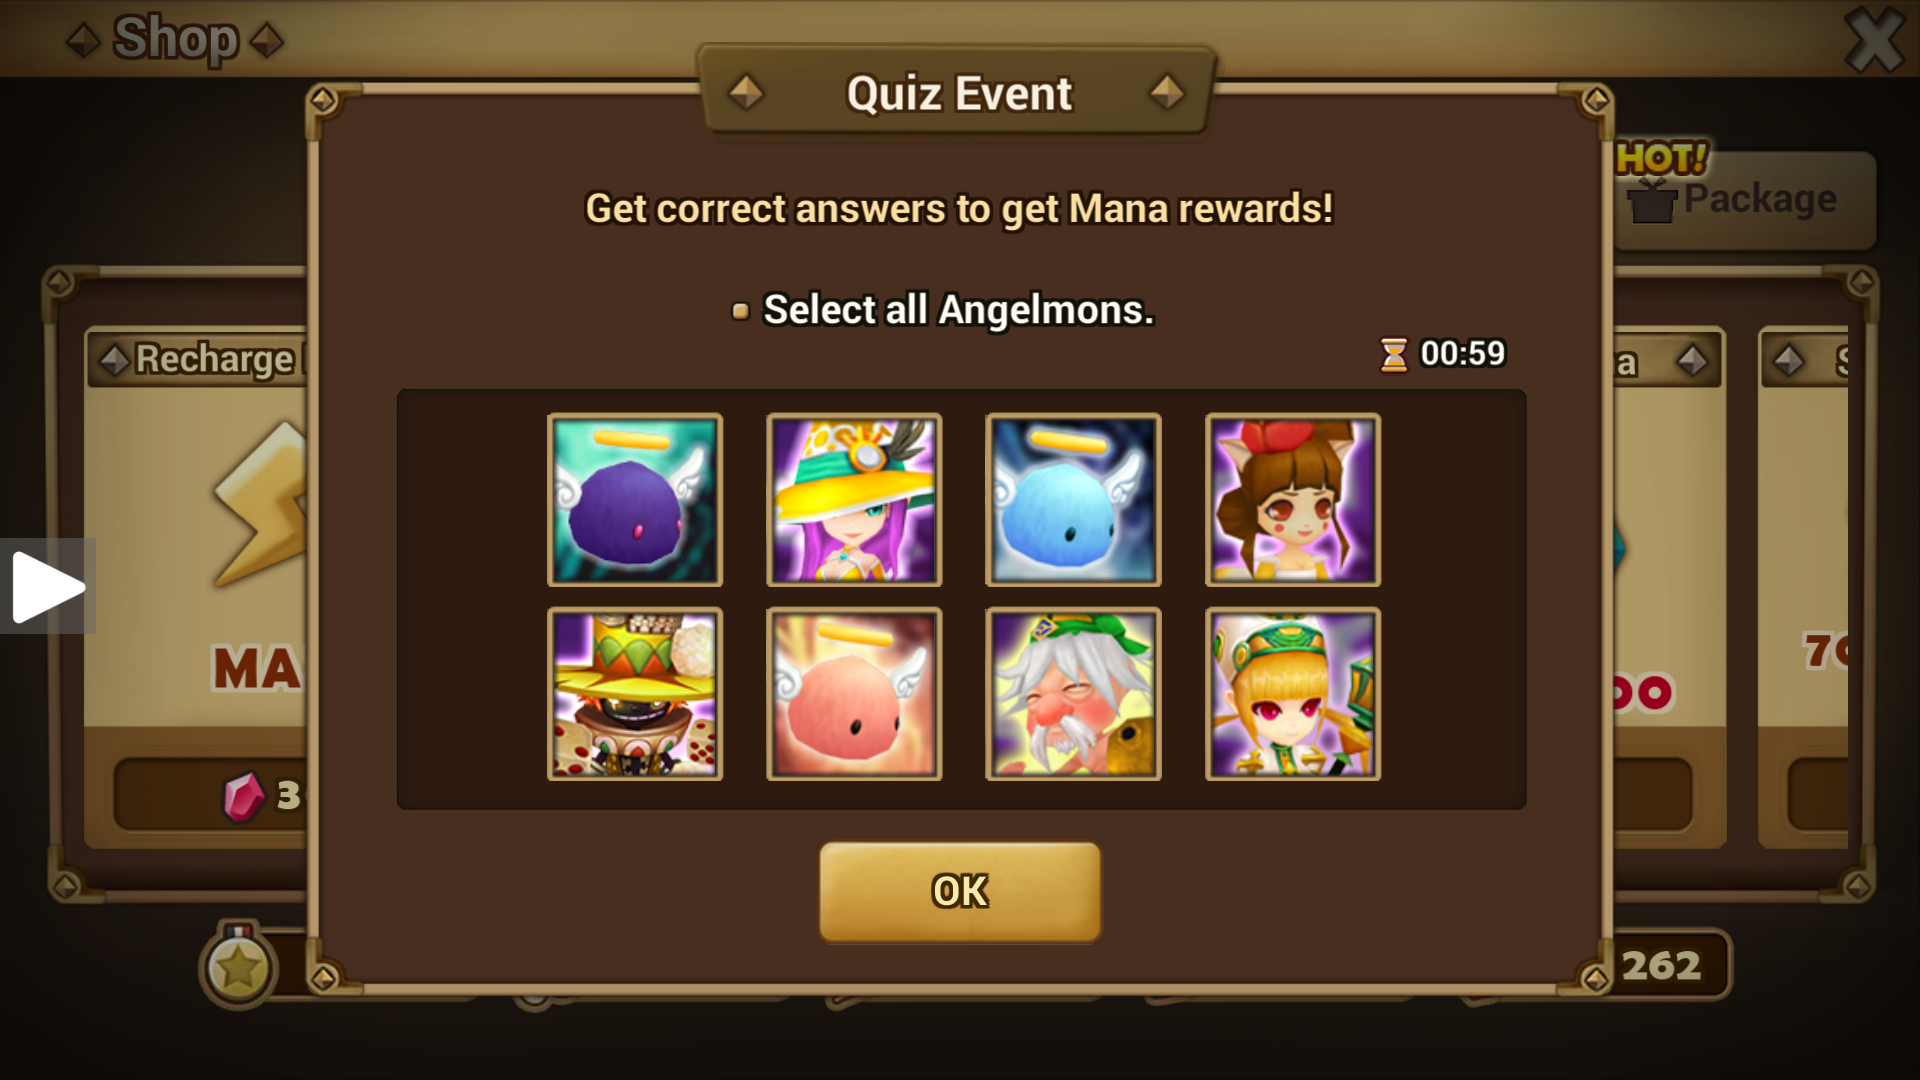 Shop
Quiz Event
HOT!
Package
Get correct answers to get Mana rewards!
Select all Angelmons.
00:59
Recharge
a
S
MA
70
00
3
OK
262